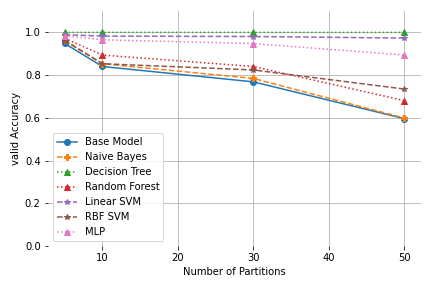 1.0
0.8
0.6
0.4
0.2
0.0
valid Accuracy
Base Model
Naive Bayes
Decision Tree
Random Forest
Linear SVM
RBF SVM
MLP
10 20 30 40 50
Number of Partitions